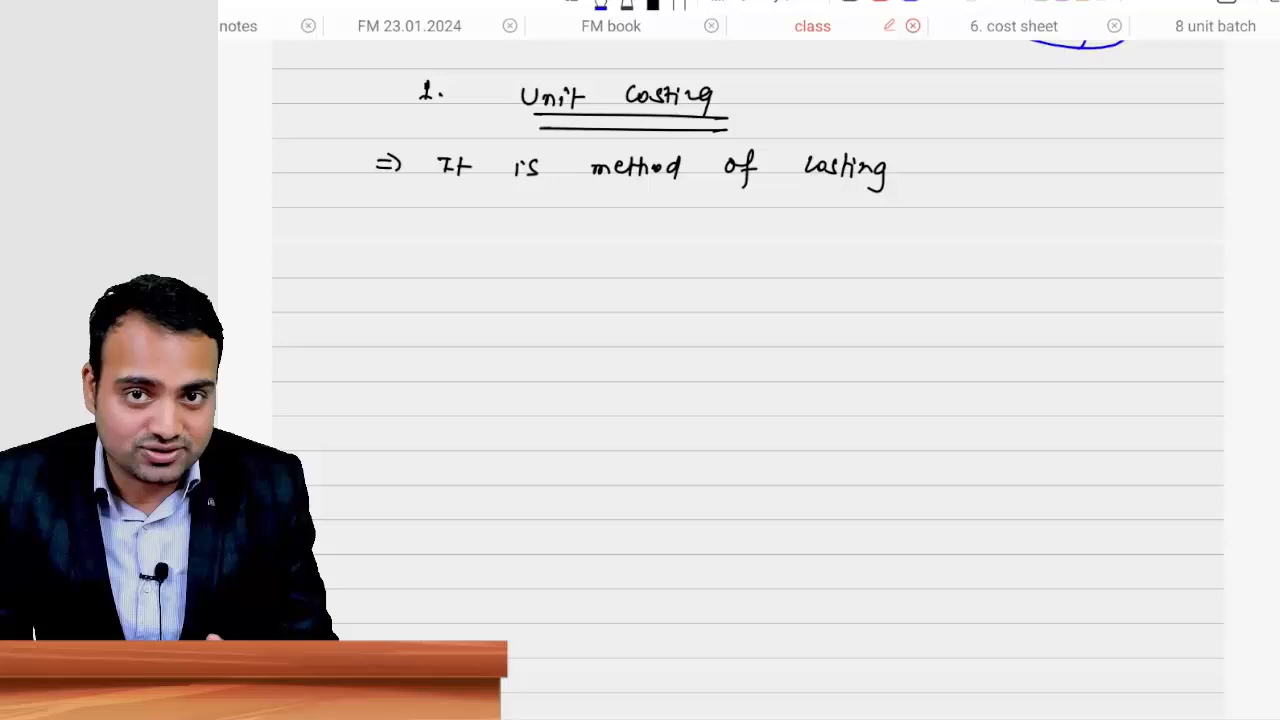 notes FM 23.01.2024 FM book class 6. cost sheet 8 unit batch
1. Unit Costing
⇒ It is method of costing